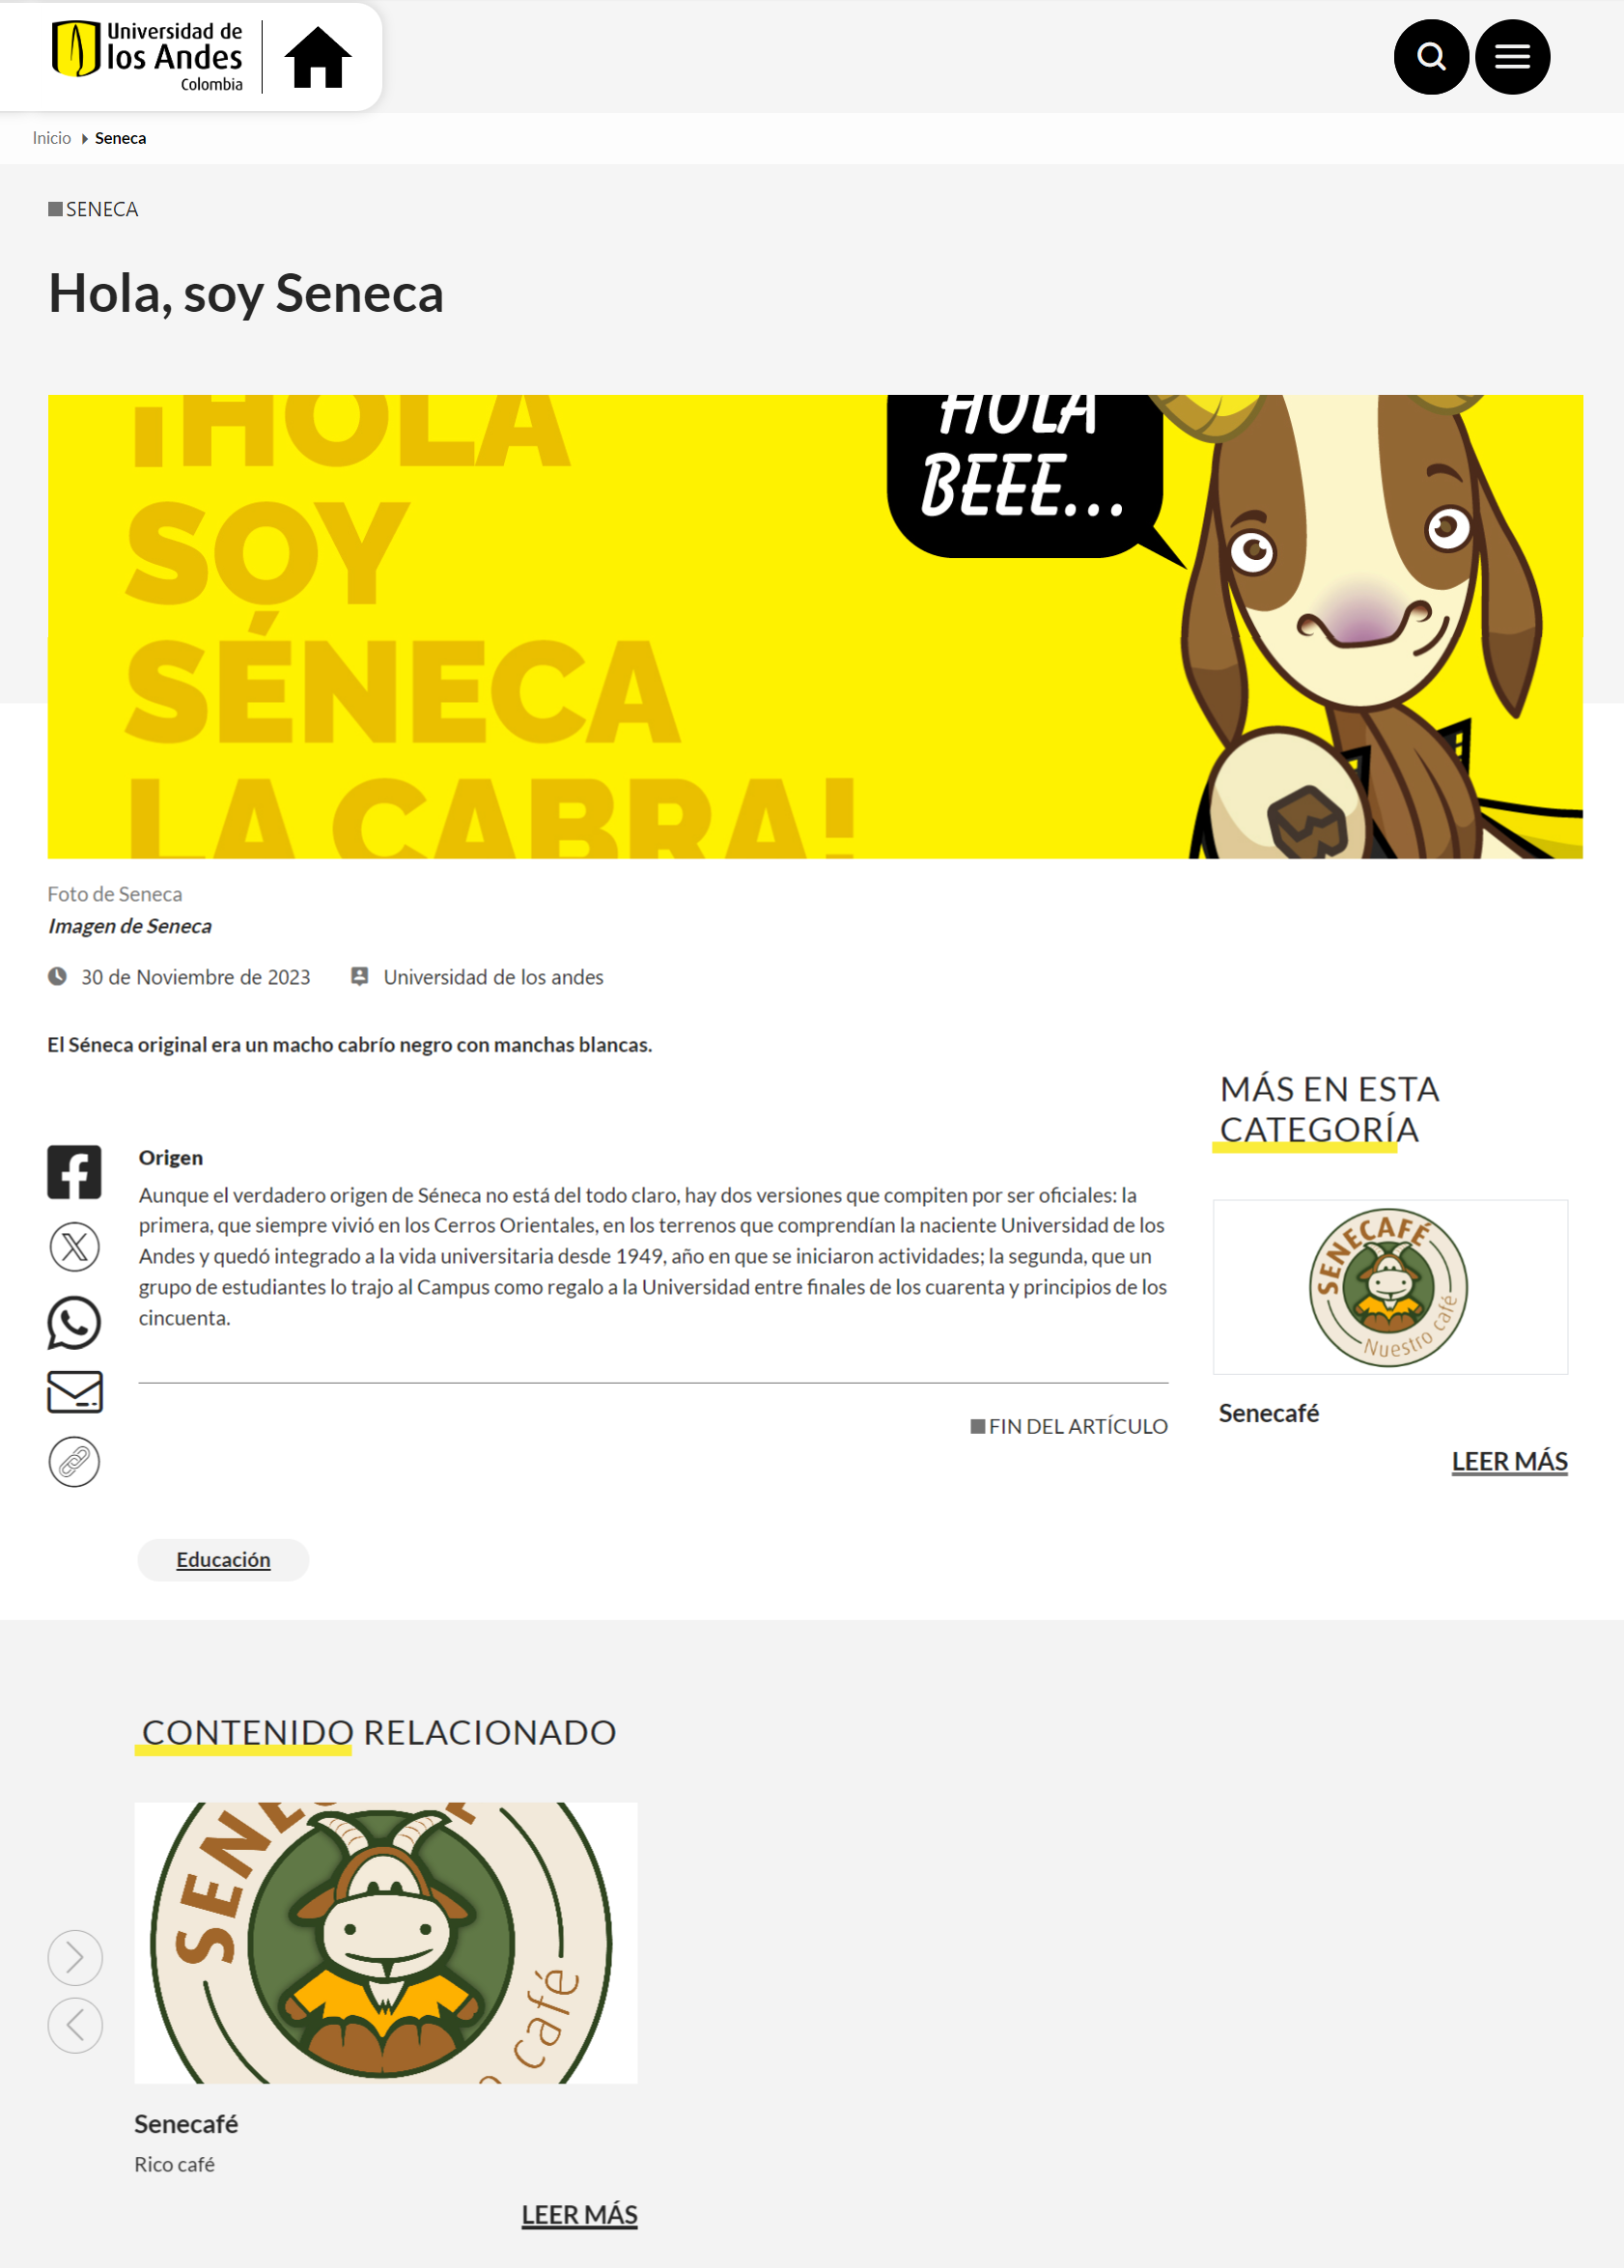 Universidad de
los Andes
Colombia
Inicio Seneca
SENECA
Hola, soy Seneca
¡HOLA
SOY
SÉNECA
LA CABRA!
HOLA
BEEE...
Foto de Seneca
Imagen de Seneca
30 de Noviembre de 2023 Universidad de los andes
El Séneca original era un macho cabrío negro con manchas blancas.
Origen
Aunque el verdadero origen de Séneca no está del todo claro, hay dos versiones que compiten por ser oficiales: la
primera, que siempre vivió en los Cerros Orientales, en los terrenos que comprendían la naciente Universidad de los
Andes y quedó integrado a la vida universitaria desde 1949, año en que se iniciaron actividades; la segunda, que un
grupo de estudiantes lo trajo al Campus como regalo a la Universidad entre finales de los cuarenta y principios de los
cincuenta.
FIN DEL ARTÍCULO
MÁS EN ESTA
CATEGORÍA
SENECAFÉ
Nuestro café
Senecafé
LEER MÁS
Educación
CONTENIDO RELACIONADO
SENE
café
Senecafé
Rico café
LEER MÁS